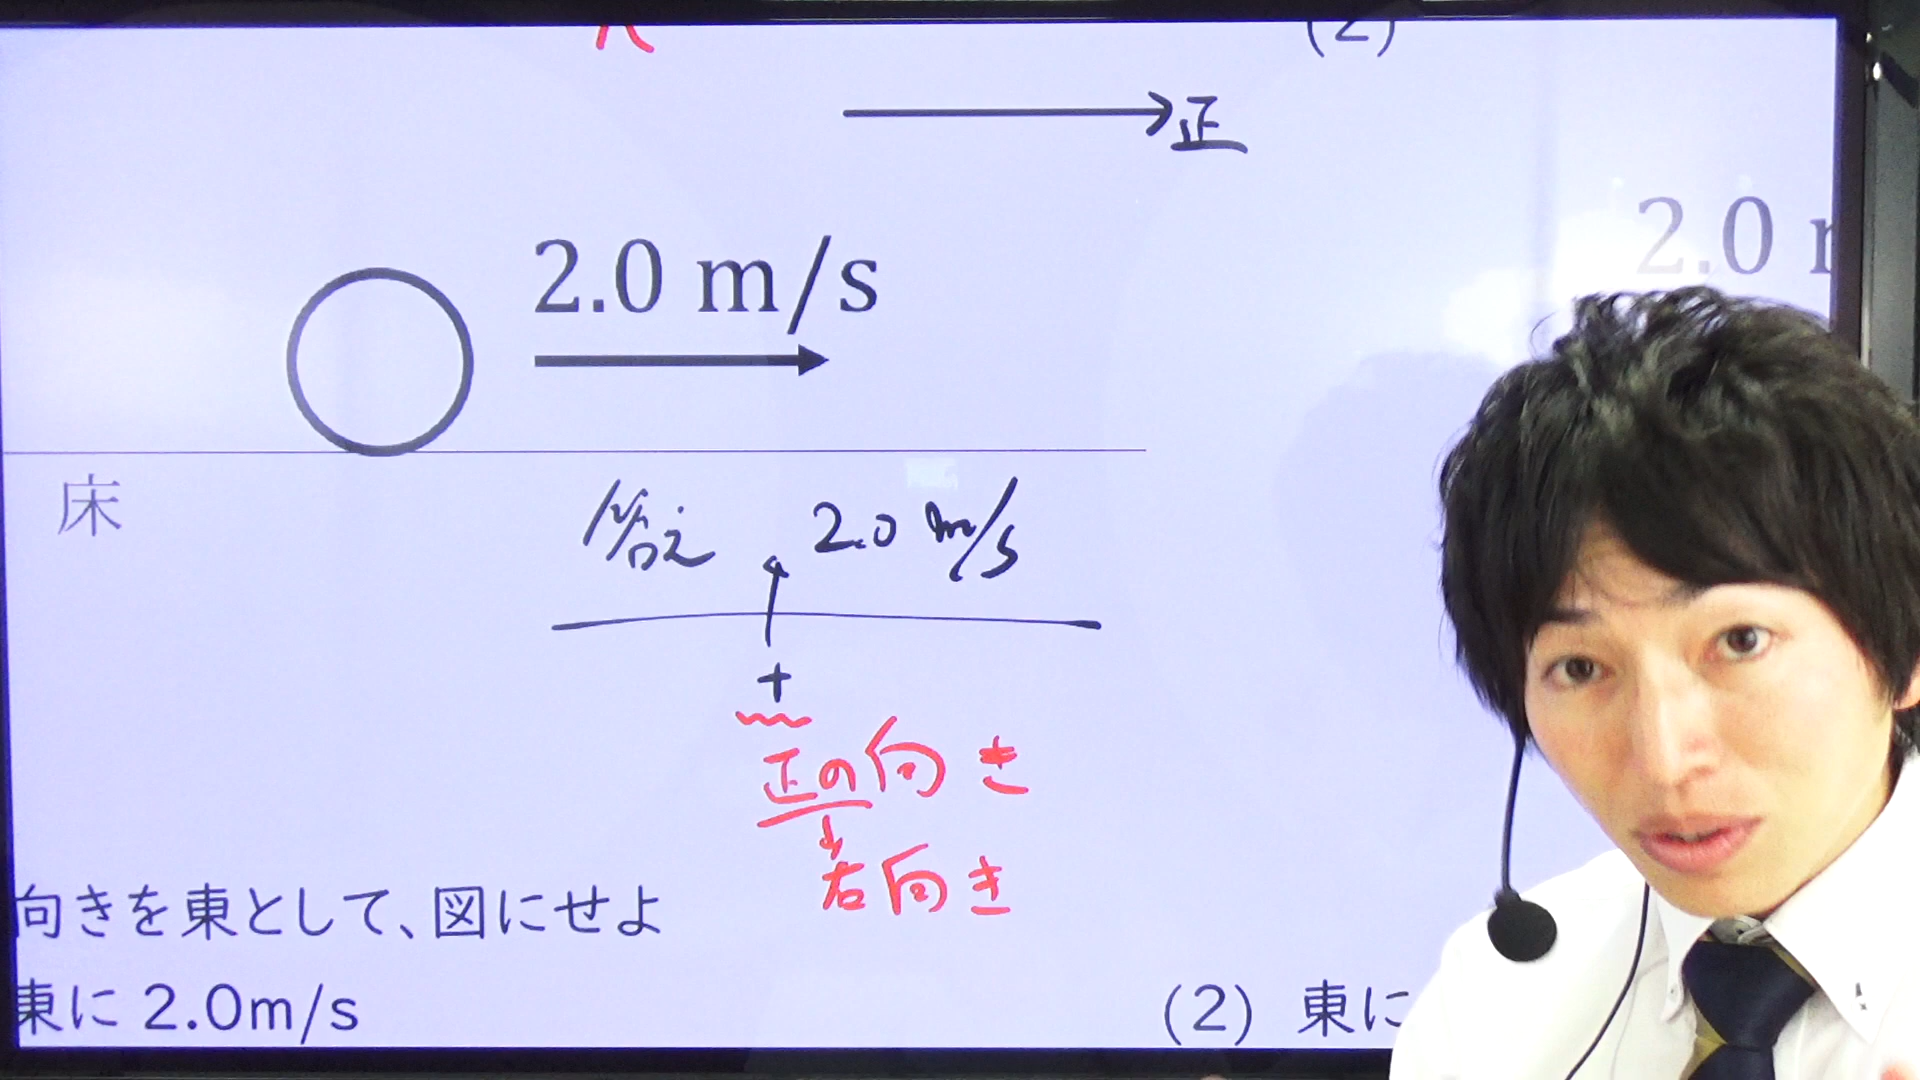 (2)
正
2.0 m/s
2.0
床
答え 2.0 m/s
+
正の向き
右向き
向きを東として、図にせよ
東に 2.0m/s
(2) 東に